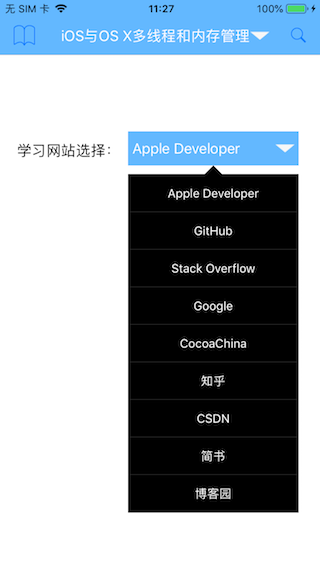 无 SIM 卡 11:27 100%
iOS与OS X多线程和内存管理
学习网站选择： Apple Developer
Apple Developer
GitHub
Stack Overflow
Google
CocoaChina
知乎
CSDN
简书
博客园